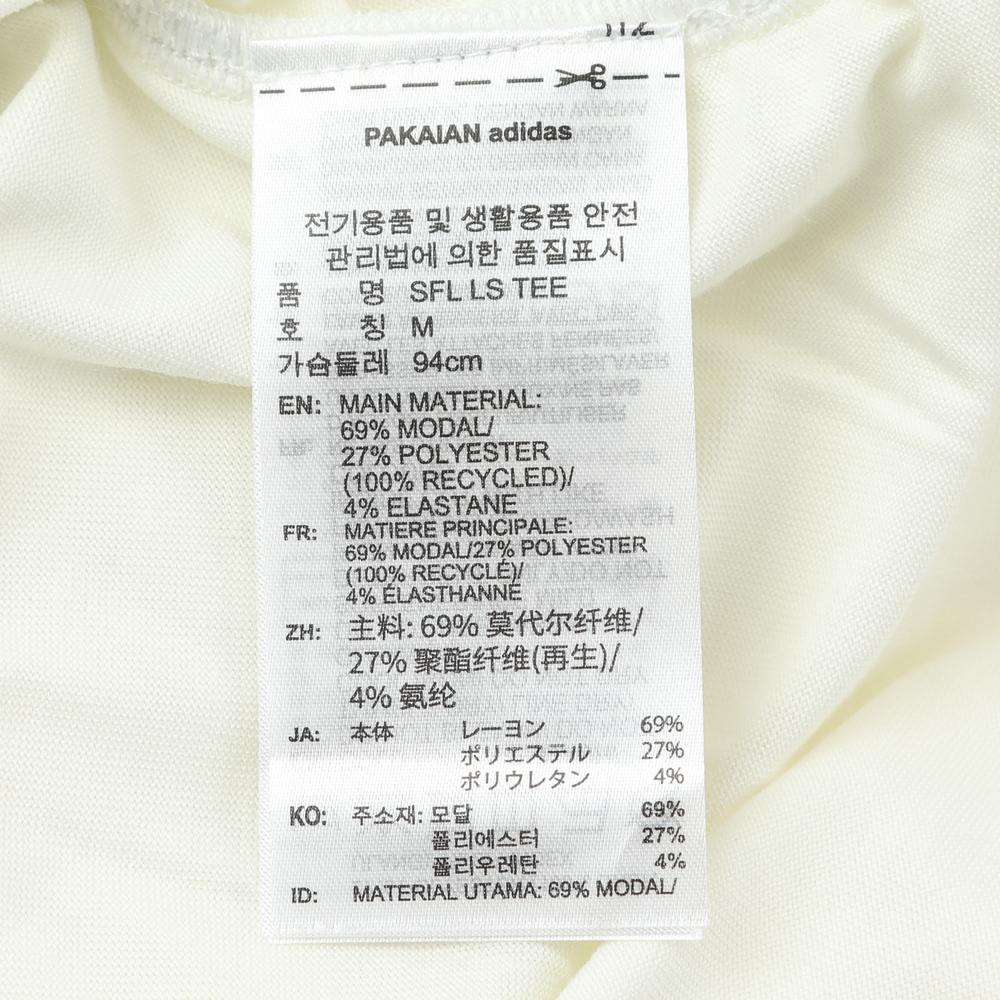 PAKAIAN adidas
전기용품 및 생활용품 안전
관리법에 의한 품질표시
품 명 SFL LS TEE
호 칭 M
가슴둘레 94cm
EN: MAIN MATERIAL:
69% MODAL/
27% POLYESTER
(100% RECYCLED)/
4% ELASTANE
FR: MATIERE PRINCIPALE:
69% MODAL/27% POLYESTER
(100% RECYCLÉ)/
4% ÉLASTHANNE
ZH: 主料: 69% 莫代尔纤维/
27% 聚酯纤维(再生)/
4% 氨纶
JA: 本体 レーヨン 69%
ポリエステル 27%
ポリウレタン 4%
KO: 주소재: 모달 69%
폴리에스터 27%
폴리우레탄 4%
ID: MATERIAL UTAMA: 69% MODAL/